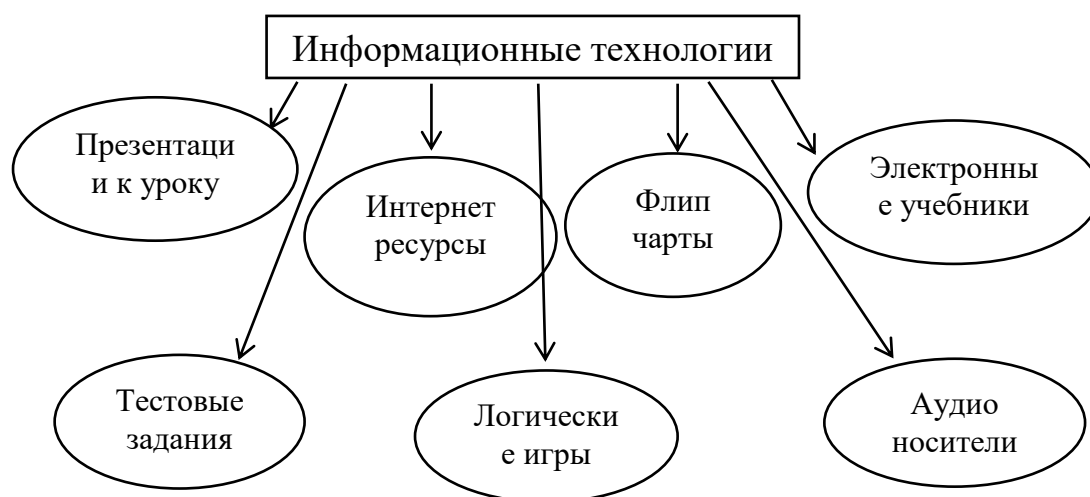 Информационные технологии
Презентаци
и к уроку
Интернет
ресурсы
Флип
чарты
Электронны
е учебники
Тестовые
задания
Логически
е игры
Аудио
носители